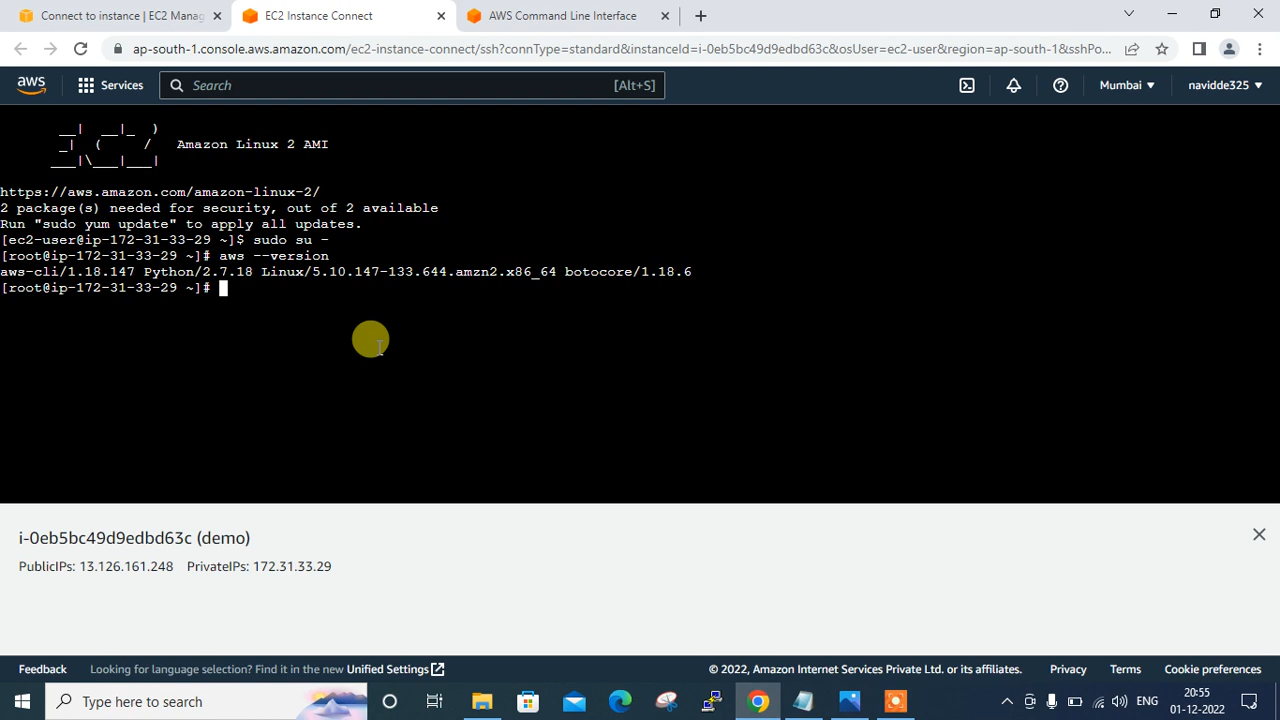 Connect to instance | EC2 Manag
EC2 Instance Connect
AWS Command Line Interface
ap-south-1.console.aws.amazon.com/ec2-instance-connect/ssh?connType=standard&instanceId=i-0eb5bc49d9edbd63c&osUser=ec2-user&region=ap-south-1&sshPo...
aws
Services
Search
[Alt+S]
Mumbai
navidde325
__|  __|_  )
_|  (     /   Amazon Linux 2 AMI
___|\___|___|
https://aws.amazon.com/amazon-linux-2/
2 package(s) needed for security, out of 2 available
Run "sudo yum update" to apply all updates.
[ec2-user@ip-172-31-33-29 ~]$ sudo su -
[root@ip-172-31-33-29 ~]# aws --version
aws-cli/1.18.147 Python/2.7.18 Linux/5.10.147-133.644.amzn2.x86_64 botocore/1.18.6
[root@ip-172-31-33-29 ~]#
i-0eb5bc49d9edbd63c (demo)
PublicIPs: 13.126.161.248 PrivateIPs: 172.31.33.29
Feedback
Looking for language selection? Find it in the new Unified Settings
© 2022, Amazon Internet Services Private Ltd. or its affiliates.
Privacy
Terms
Cookie preferences
Type here to search
ENG
20:55
01-12-2022